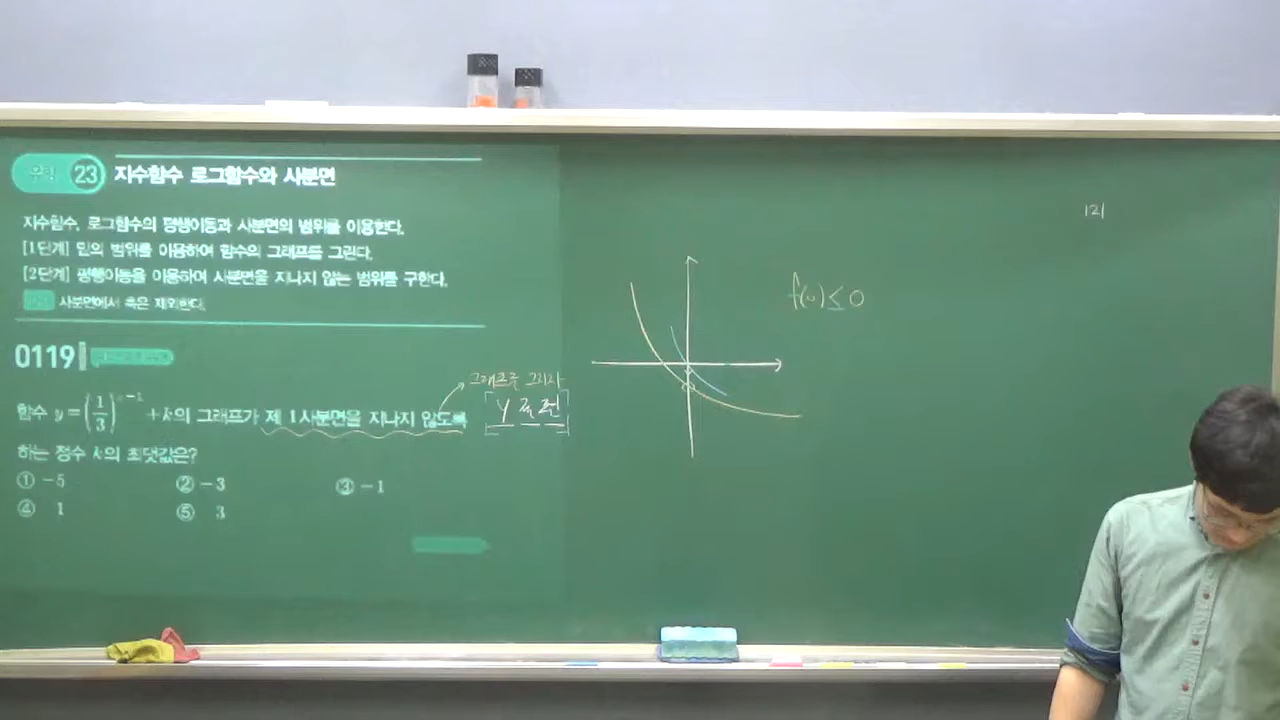 유형 23 지수함수 로그함수와 사분면
지수함수, 로그함수의 평행이동과 사분면의 범위를 이용한다.
[1단계] 밑의 범위를 이용하여 함수의 그래프를 그린다.
[2단계] 평행이동을 이용하여 사분면을 지나지 않는 범위를 구한다.
사분면에서 축은 제외한다.
0119
함수 y=(1/3)^(x-1)+k의 그래프가 제 1사분면을 지나지 않도록
하는 정수 k의 최댓값은?
① -5 ② -3 ③ -1
④ 1 ⑤ 3
그래프를 그리자
y 절편
f(0)≤0
121